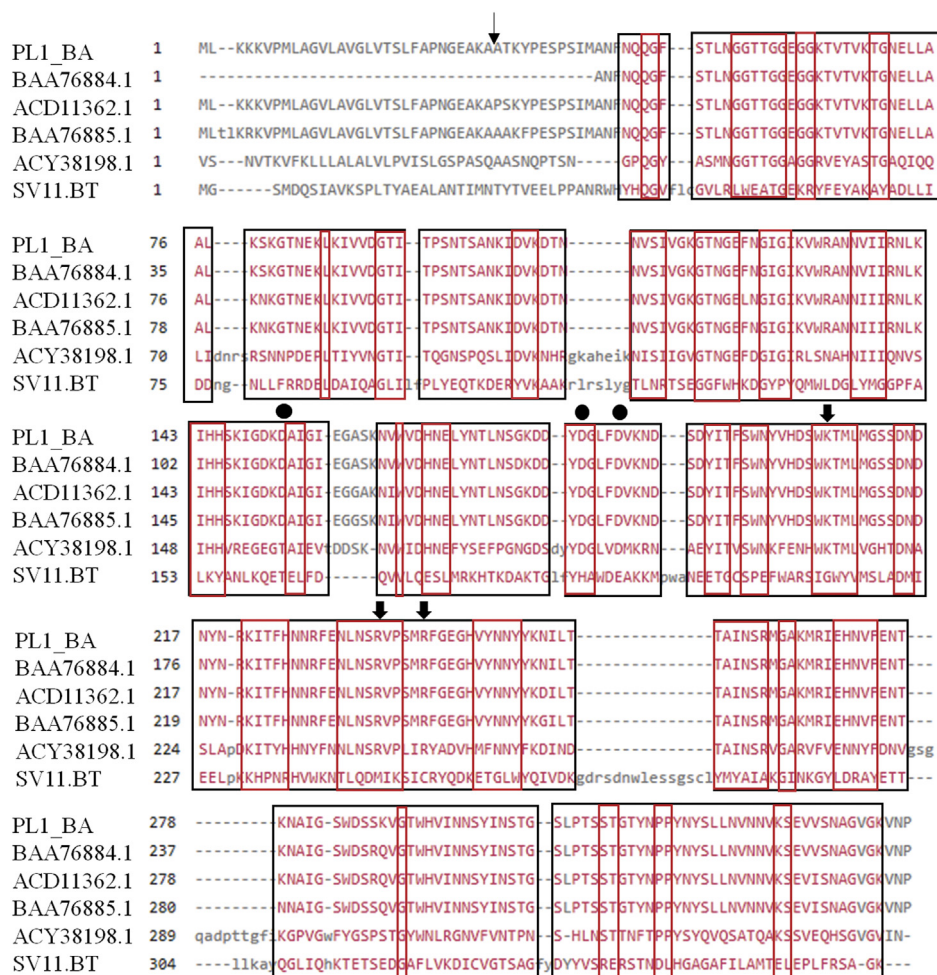 PL1_BA 1 ML--KKKVPMLAGVLAVGLVTSLFAPNGEAKAATKYPESPSIMANFNQQGF---STLNGGTTGGEGGKTVTVKTGNELLA
BAA76884.1 1 -------------------------------------------ANFNQQGF---STLNGGTTGGEGGKTVTVKTGNELLA
ACD11362.1 1 ML--KKKVPMLAGVLAVGLVTSLFAPNGEAKAPSKYPESPSIMANFNQQGF---STLNGGTTGGEGGKTVTVKTGNELLA
BAA76885.1 1 MLtlKRKVPMLAGVLAVGLVTSLFAPNGEAKAAAKFPESPSIMANFNQQGF---STLNGGTTGGEGGKTVTVKTGNELLA
ACY38198.1 1 VS---NVTKVFKLLLALALVLPVISLGSPASQAASNQPTSN----GPQGY---ASMNGGTTGGAGGRVEYASTGAQIQQ
SV11.BT 1 MG------SMDQSIAVKSPLTYAEALANTIMNTYTVEELPPANRWHYHQGVflcGVLRLWEATGEKRYFEYAKAYADLLI
PL1_BA 76 AL----KSKGTNEKLKIVVDGTI--TPSNTSANKIDVKDTN-------NVSIVGKGTNGEFNGIGIKVWRANNVIIRNLK
BAA76884.1 35 AL----KSKGTNEKLKIVVDGTI--TPSNTSANKIDVKDTN-------NVSIVGKGTNGEFNGIGIKVWRANNVIIRNLK
ACD11362.1 76 AL----KNKGTNEKLKIVVDGTI--TPSNTSANKIDVKDTN-------NVSIVGKGTNGELNGIGIKVWRANNIIIRNLK
BAA76885.1 78 AL----KNKGTNEKLKIVVDGTI--TPSNTSANKIDVKDTN-------NVSIVGKGTNGEFNGIGIKVWRANNIIIRNLK
ACY38198.1 70 LIdnrsRSNNPDEPLTIYVNGTI--TQGNSPQSLIDVKNHRgkaheikNISIIGVGTNGEFDGIGIRLSNAHNIIIQNVS
SV11.BT 75 DDng--NLLFRRDELDAIQAGLILfPLYEQTKDERYVKAAKrlrslygTLNRTSEGGFWHKDGYPYQMWLDGLYMGGPFA
PL1_BA 143 IHHSKIGDKDAIGI-EGASKNVWVDHNELYNTLNSGKDD--YDGLFDVKND---SDYITFSWNYVHDSWKTMLMGSSDND
BAA76884.1 102 IHHSKIGDKDAIGI-EGASKNVWVDHNELYNTLNSDKDD--YDGLFDVKND---SDYITFSWNYVHDSWKTMLMGSSDND
ACD11362.1 143 IHHSKIGDKDAIGI-EGGAKNIWVDHNELYNTLNSGKDD--YDGLFDVKND---SDYITFSWNYVHDSWKTMLMGSSDND
BAA76885.1 145 IHHSKIGDKDAIGI-EGGSKNIWVDHNELYNTLNSGKDD--YDGLFDVKND---SDYITFSWNYVHDSWKTMLMGSSDND
ACY38198.1 148 IHHVREGEGTAIEVtDDSK-NVWIDHNEFYSEFPGNGDSdyYDGLVDMKRN---AEYITVSWNKFENHWKTMLVGHTDNA
SV11.BT 153 LKYANLKQETELFD------QVVLQESLMRKHTKDAKTGlfYHAWDEAKKMpwaNEETGCSPEFWARSIGWYVMSLADMI
PL1_BA 217 NYN-RKITFHNNRFENLNSRVPSMRFGEGHVYNNYYKNILT---------------TAINSRMGAKMRIEHNVFENT---
BAA76884.1 176 NYN-RKITFHNNRFENLNSRVPSMRFGEGHVYNNYYKNILT---------------TAINSRMGAKMRIEHNVFENT---
ACD11362.1 217 NYN-RKITFHNNRFENLNSRVPSMRFGEGHVYNNYYKDILT---------------TAINSRMGAKMRIEHNVFENT---
BAA76885.1 219 NYN-RKITFHNNRFENLNSRVPSMRFGEGHVYNNYYKGILT---------------TAINSRMGAKMRIEHNVFENT---
ACY38198.1 224 SLApDKITYHHNYFNNLNSRVPLIRYADVHMFNNYFKDIND---------------TAINSRVGARVFVENNYFDNVgsg
SV11.BT 227 EELpKKHPNRHVWKNTLQDMIKSICRYQDKETGLWYQIVDKgdrsdnwlessgsclYMYAIAKGINKGYLDRAYETT---
PL1_BA 278 ---------KNAIG-SWDSSKVGTWHVINNSYINSTG--SLPTSSTGTYNPPYNYSLLNVNNVKSEVVSNAGVGKVNP
BAA76884.1 237 ---------KNAIG-SWDSRQVGTWHVINNSYINSTG--SLPTSSTGTYNPPYNYSLLNVNNVKSEVVSNAGVGKVNP
ACD11362.1 278 ---------KNAIG-SWDSRQVGTWHVINNSYINSTG--SLPTSSTGTYNPPYNYSLLNVNNVKSEVISNAGVGKVNP
BAA76885.1 280 ---------NNAIG-SWDSSQVGTWHVINNSYINSTG--SLPTSSTGTYNPPYNYSLLNVNNVKSEVISNAGVGKVNP
ACY38198.1 289 qadpttgfiKGPVGwFYGSPSTGYWNLRGNVFVNTPN--S-HLNSTTNFTPPYSYQVQSATQAKSSVEQHSGVGVIN-
SV11.BT 304 ---llkayQGLIQhKTETSEDGAFLVKDICVGTSAGfyDYYVSRERSTNDLHGAGAFILAMTELEPLFRSA-GK----